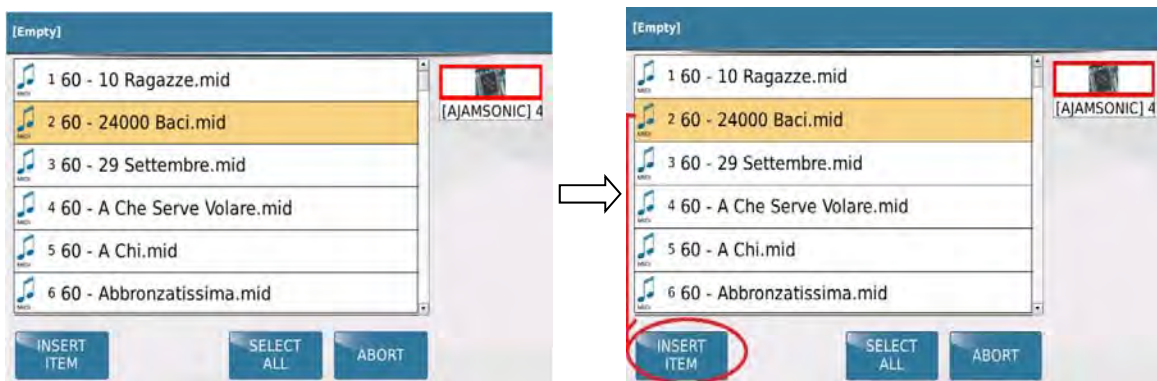 [Empty]
1 60 - 10 Ragazze.mid
2 60 - 24000 Baci.mid
3 60 - 29 Settembre.mid
4 60 - A Che Serve Volare.mid
5 60 - A Chi.mid
6 60 - Abbronzatissima.mid
[AJAMSONIC] 4
INSERT
ITEM
SELECT
ALL
ABORT
[Empty]
1 60 - 10 Ragazze.mid
2 60 - 24000 Baci.mid
3 60 - 29 Settembre.mid
4 60 - A Che Serve Volare.mid
5 60 - A Chi.mid
6 60 - Abbronzatissima.mid
[AJAMSONIC] 4
INSERT
ITEM
SELECT
ALL
ABORT